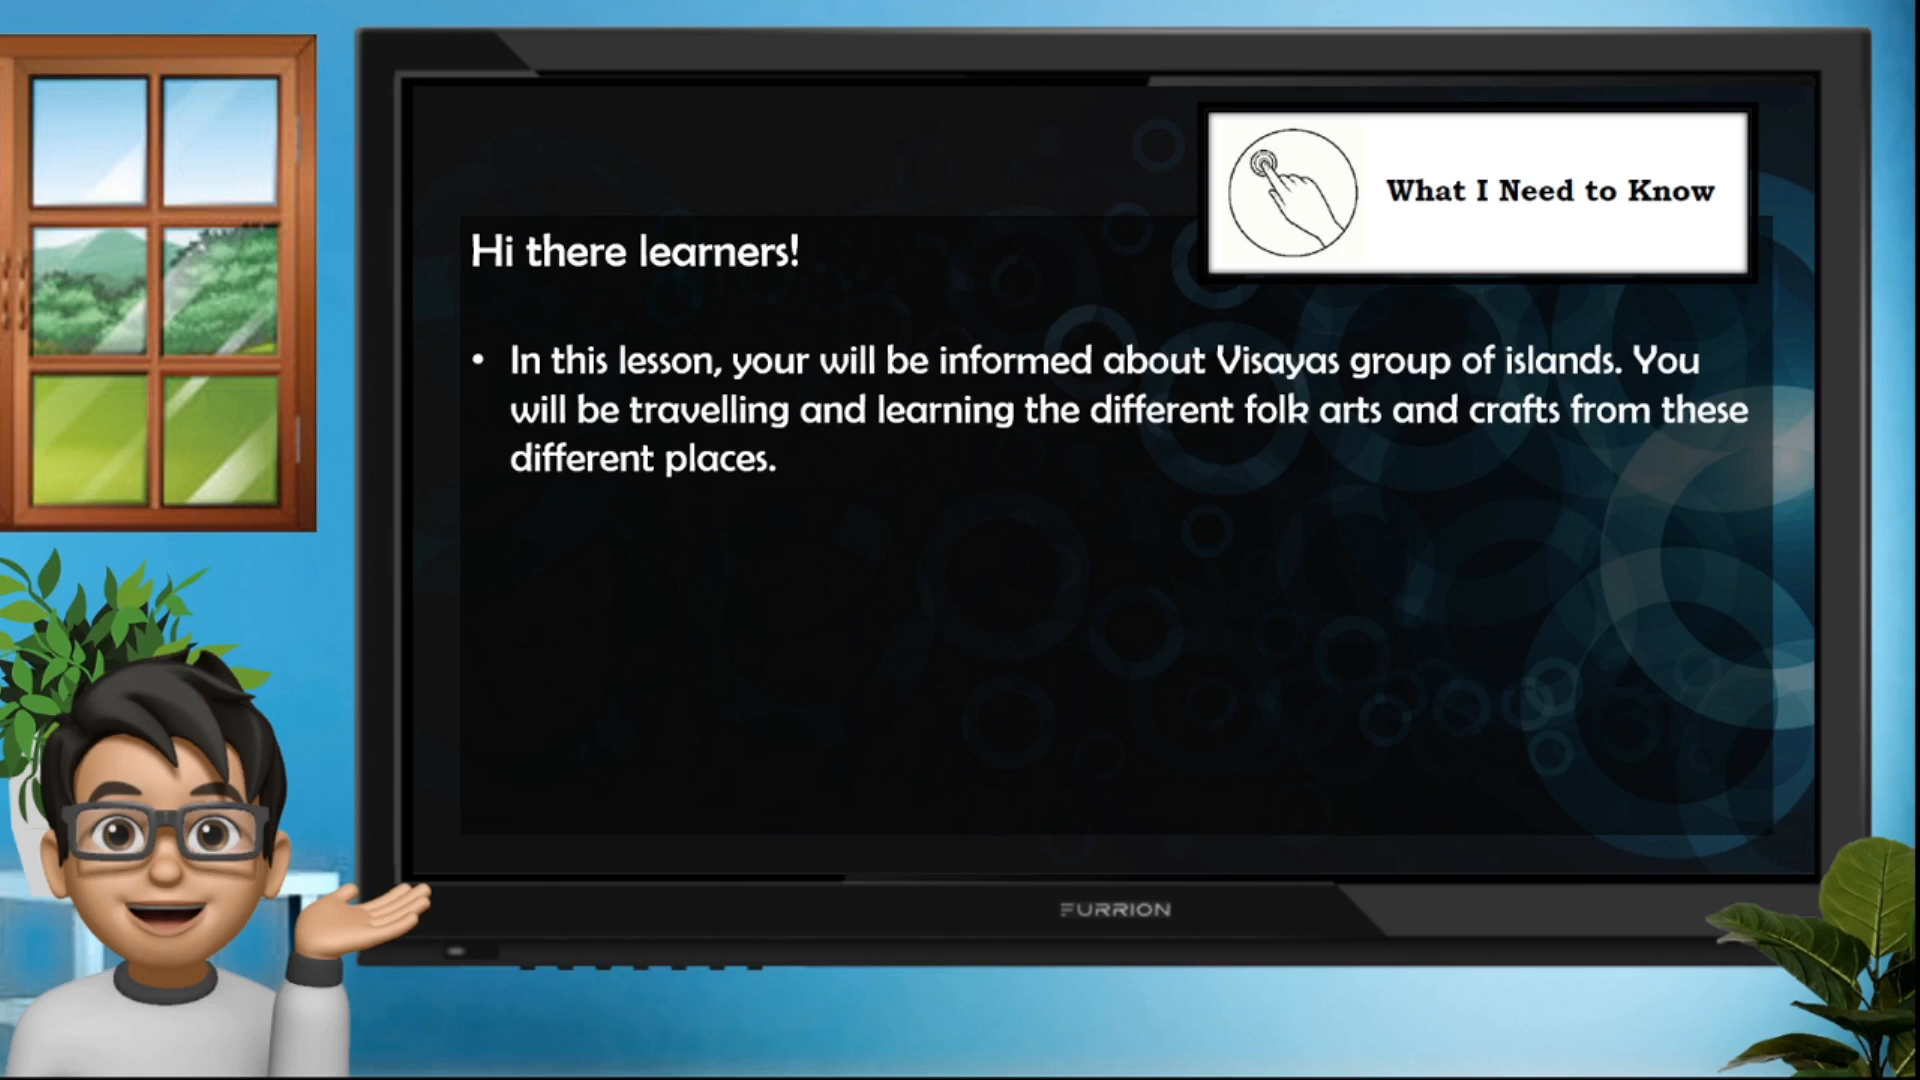 What I Need to Know
Hi there learners!
• In this lesson, your will be informed about Visayas group of islands. You
will be travelling and learning the different folk arts and crafts from these
different places.
FURRION